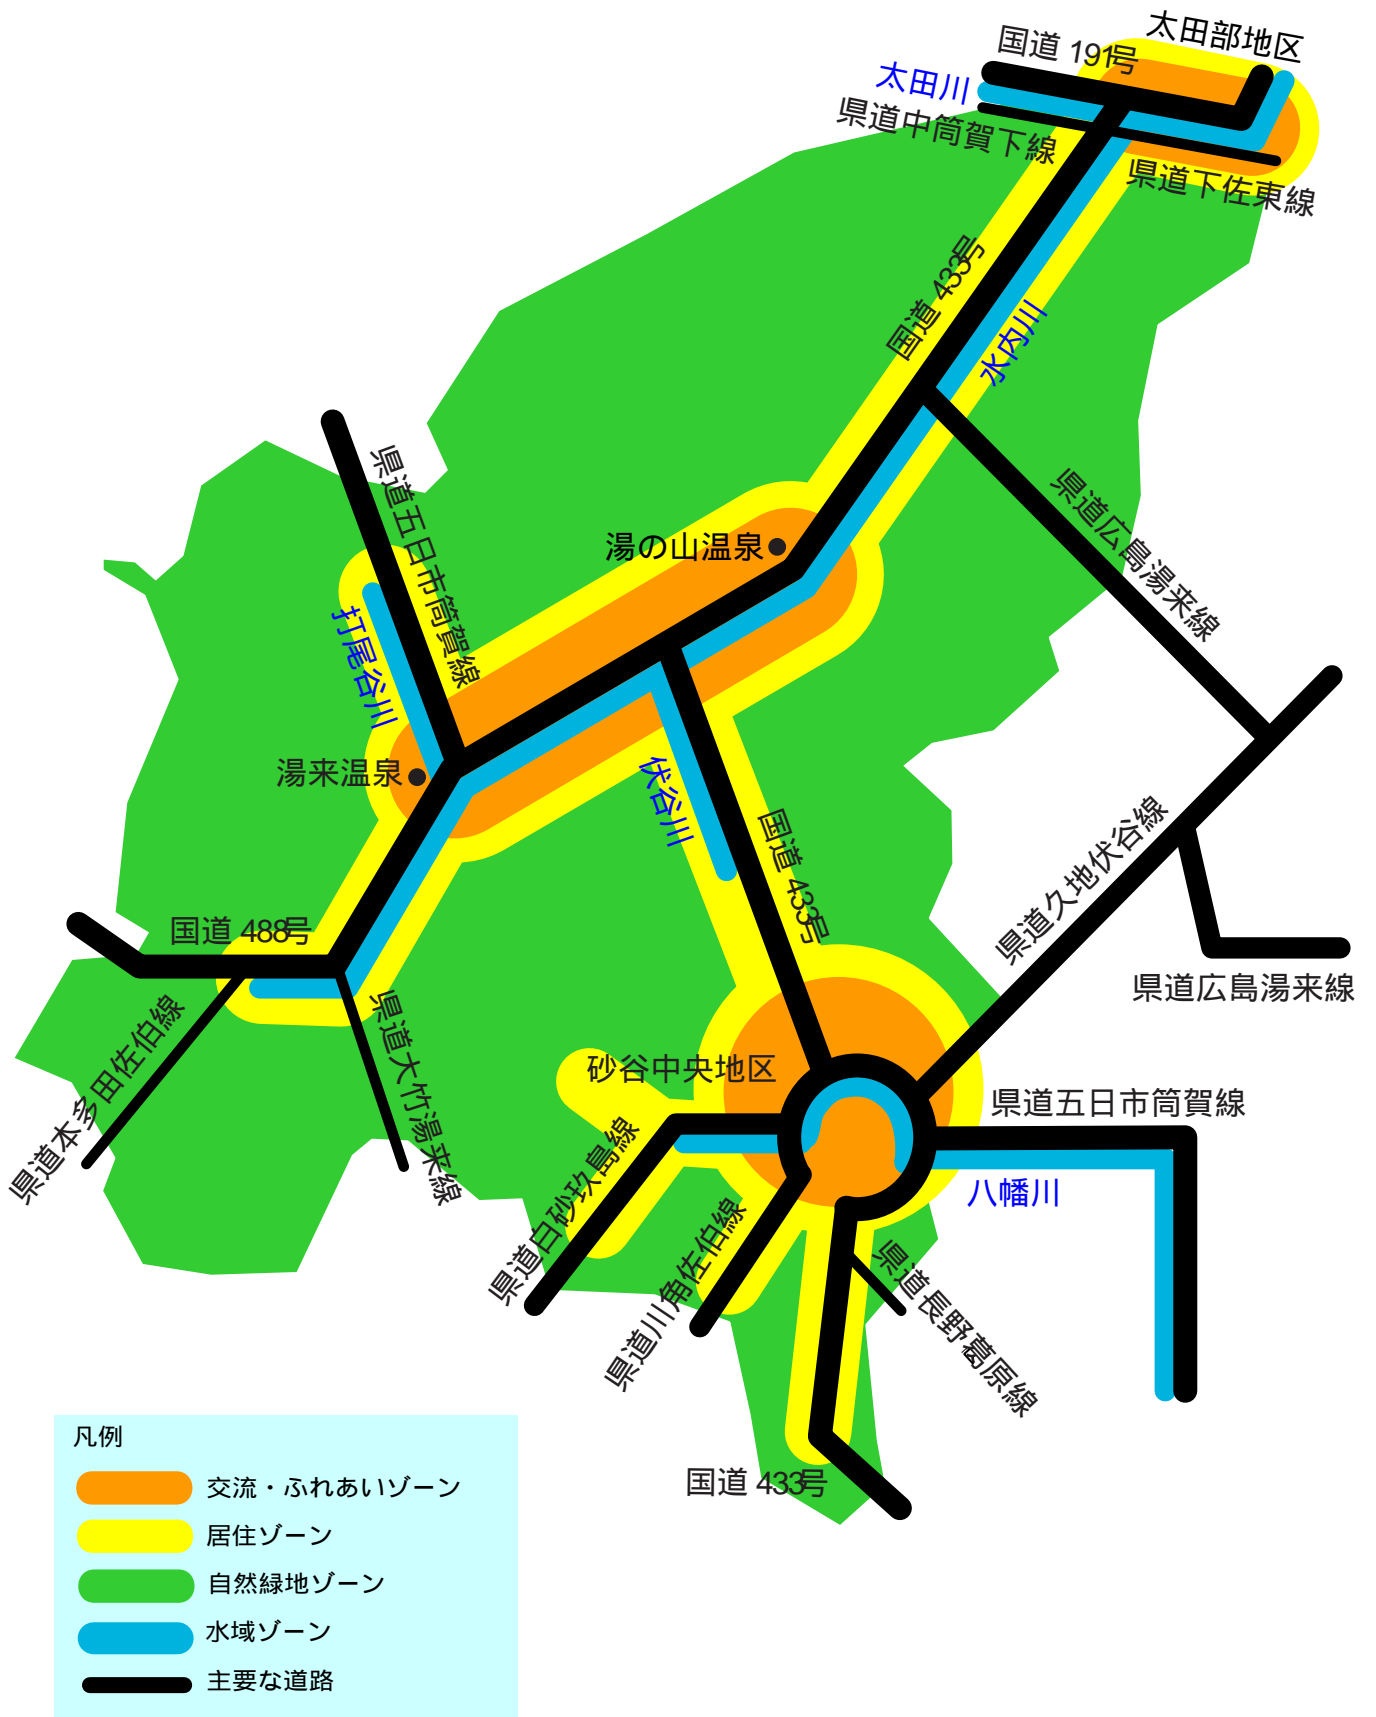 太田部地区
国道 191号
太田川
県道中筒賀下線
県道下佐東線
国道 433号
水内川
県道五日市筒賀線
県道広島湯来線
湯の山温泉
打尾谷川
湯来温泉
伏谷川
国道 433号
県道久地伏谷線
国道 488号
県道広島湯来線
県道本多田佐伯線
県道大竹湯来線
砂谷中央地区
県道五日市筒賀線
県道白砂玖島線
八幡川
県道川角佐伯線
県道長野葛原線
国道 433号
凡例
交流・ふれあいゾーン
居住ゾーン
自然緑地ゾーン
水域ゾーン
主要な道路